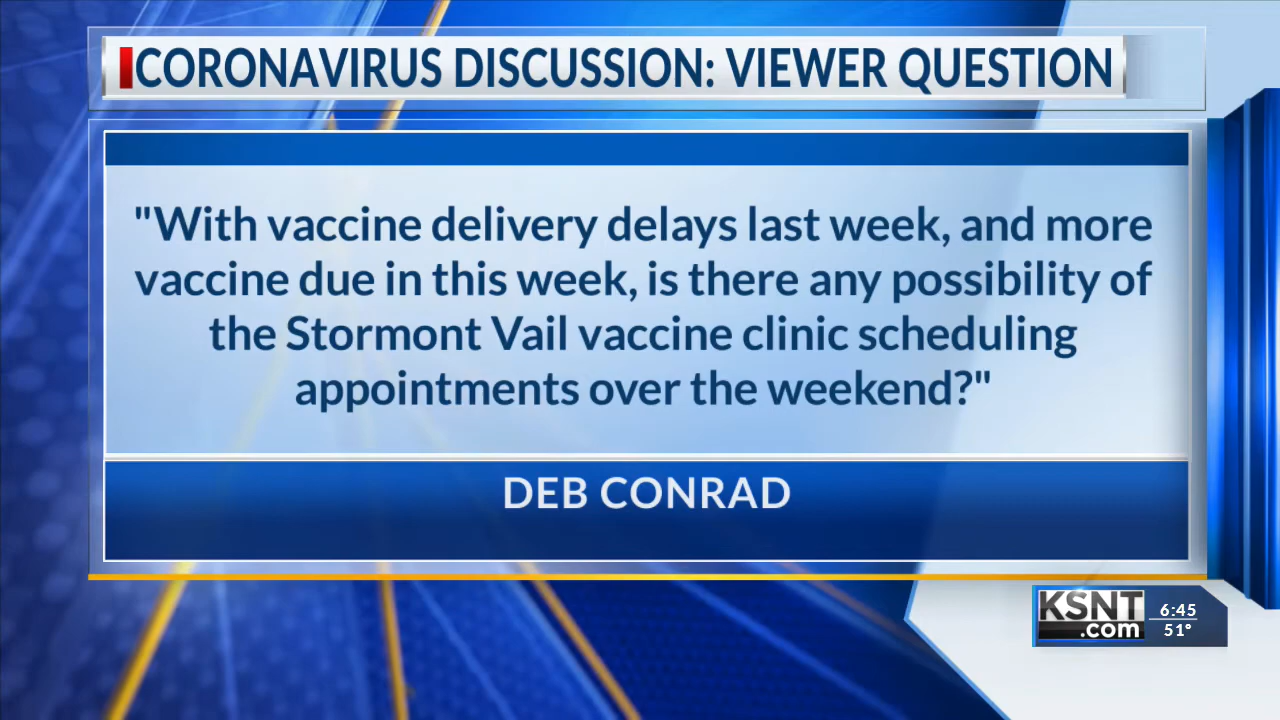 CORONAVIRUS DISCUSSION: VIEWER QUESTION
"With vaccine delivery delays last week, and more
vaccine due in this week, is there any possibility of
the Stormont Vail vaccine clinic scheduling
appointments over the weekend?"
DEB CONRAD
KSNT
.com
6:45
51°